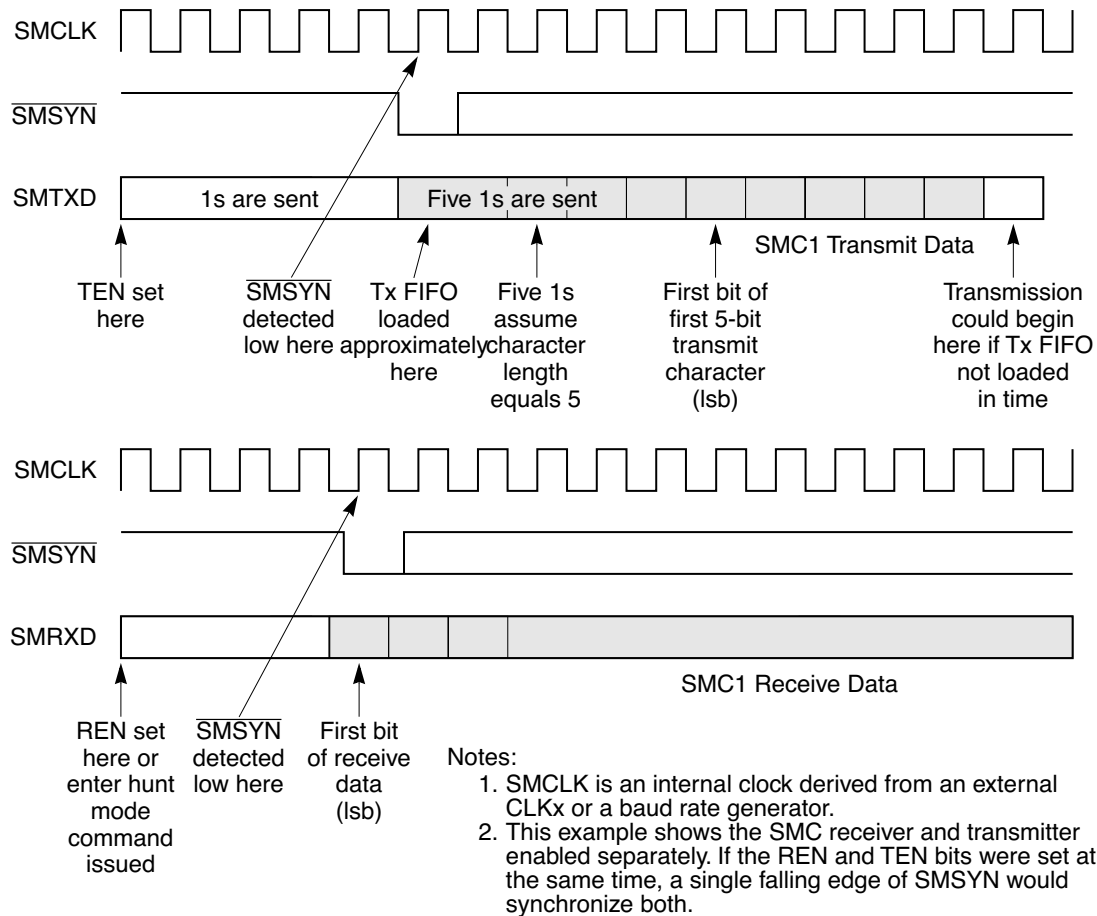 SMCLK
SMSYN
SMTXD
1s are sent
Five 1s are sent
SMC1 Transmit Data
TEN set
here
SMSYN
detected
low here
Tx FIFO
loaded
approximately
here
Five 1s
assume
character
length
equals 5
First bit of
first 5-bit
transmit
character
(lsb)
Transmission
could begin
here if Tx FIFO
not loaded
in time
SMCLK
SMSYN
SMRXD
SMC1 Receive Data
REN set
here or
enter hunt
mode
command
issued
SMSYN
detected
low here
First bit
of receive
data
(lsb)
Notes:
1. SMCLK is an internal clock derived from an external
CLKx or a baud rate generator.
2. This example shows the SMC receiver and transmitter
enabled separately. If the REN and TEN bits were set at
the same time, a single falling edge of SMSYN would
synchronize both.